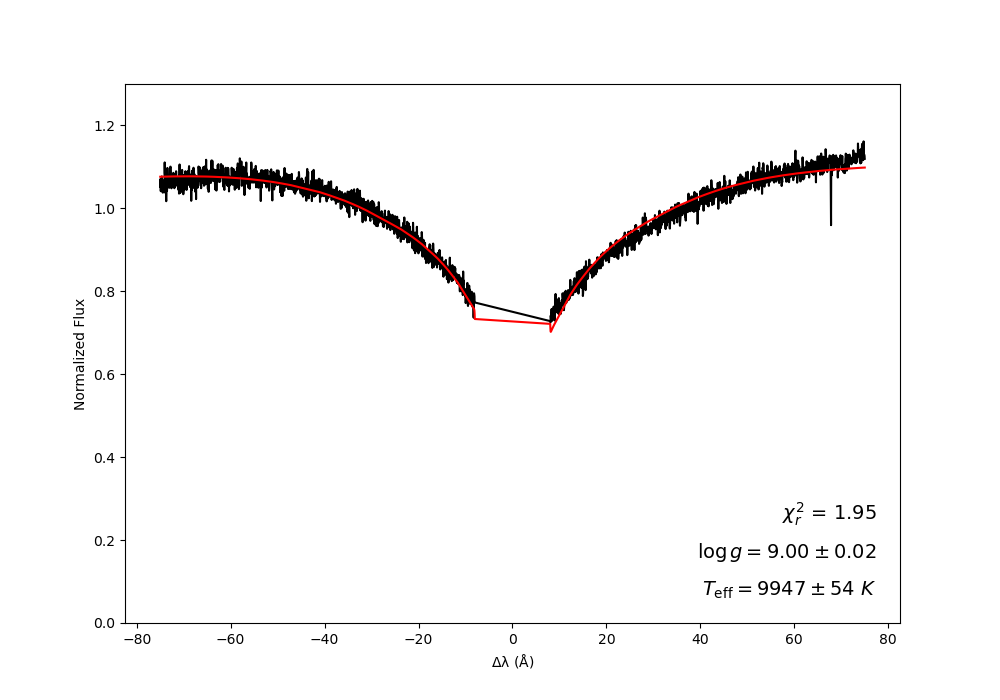 1.2
1.0
0.8
0.6
0.4
0.2
0.0
Normalized Flux
χ²ᵣ = 1.95
log g = 9.00 ± 0.02
T_eff = 9947 ± 54 K
−80 −60 −40 −20 0 20 40 60 80
Δλ (Å)